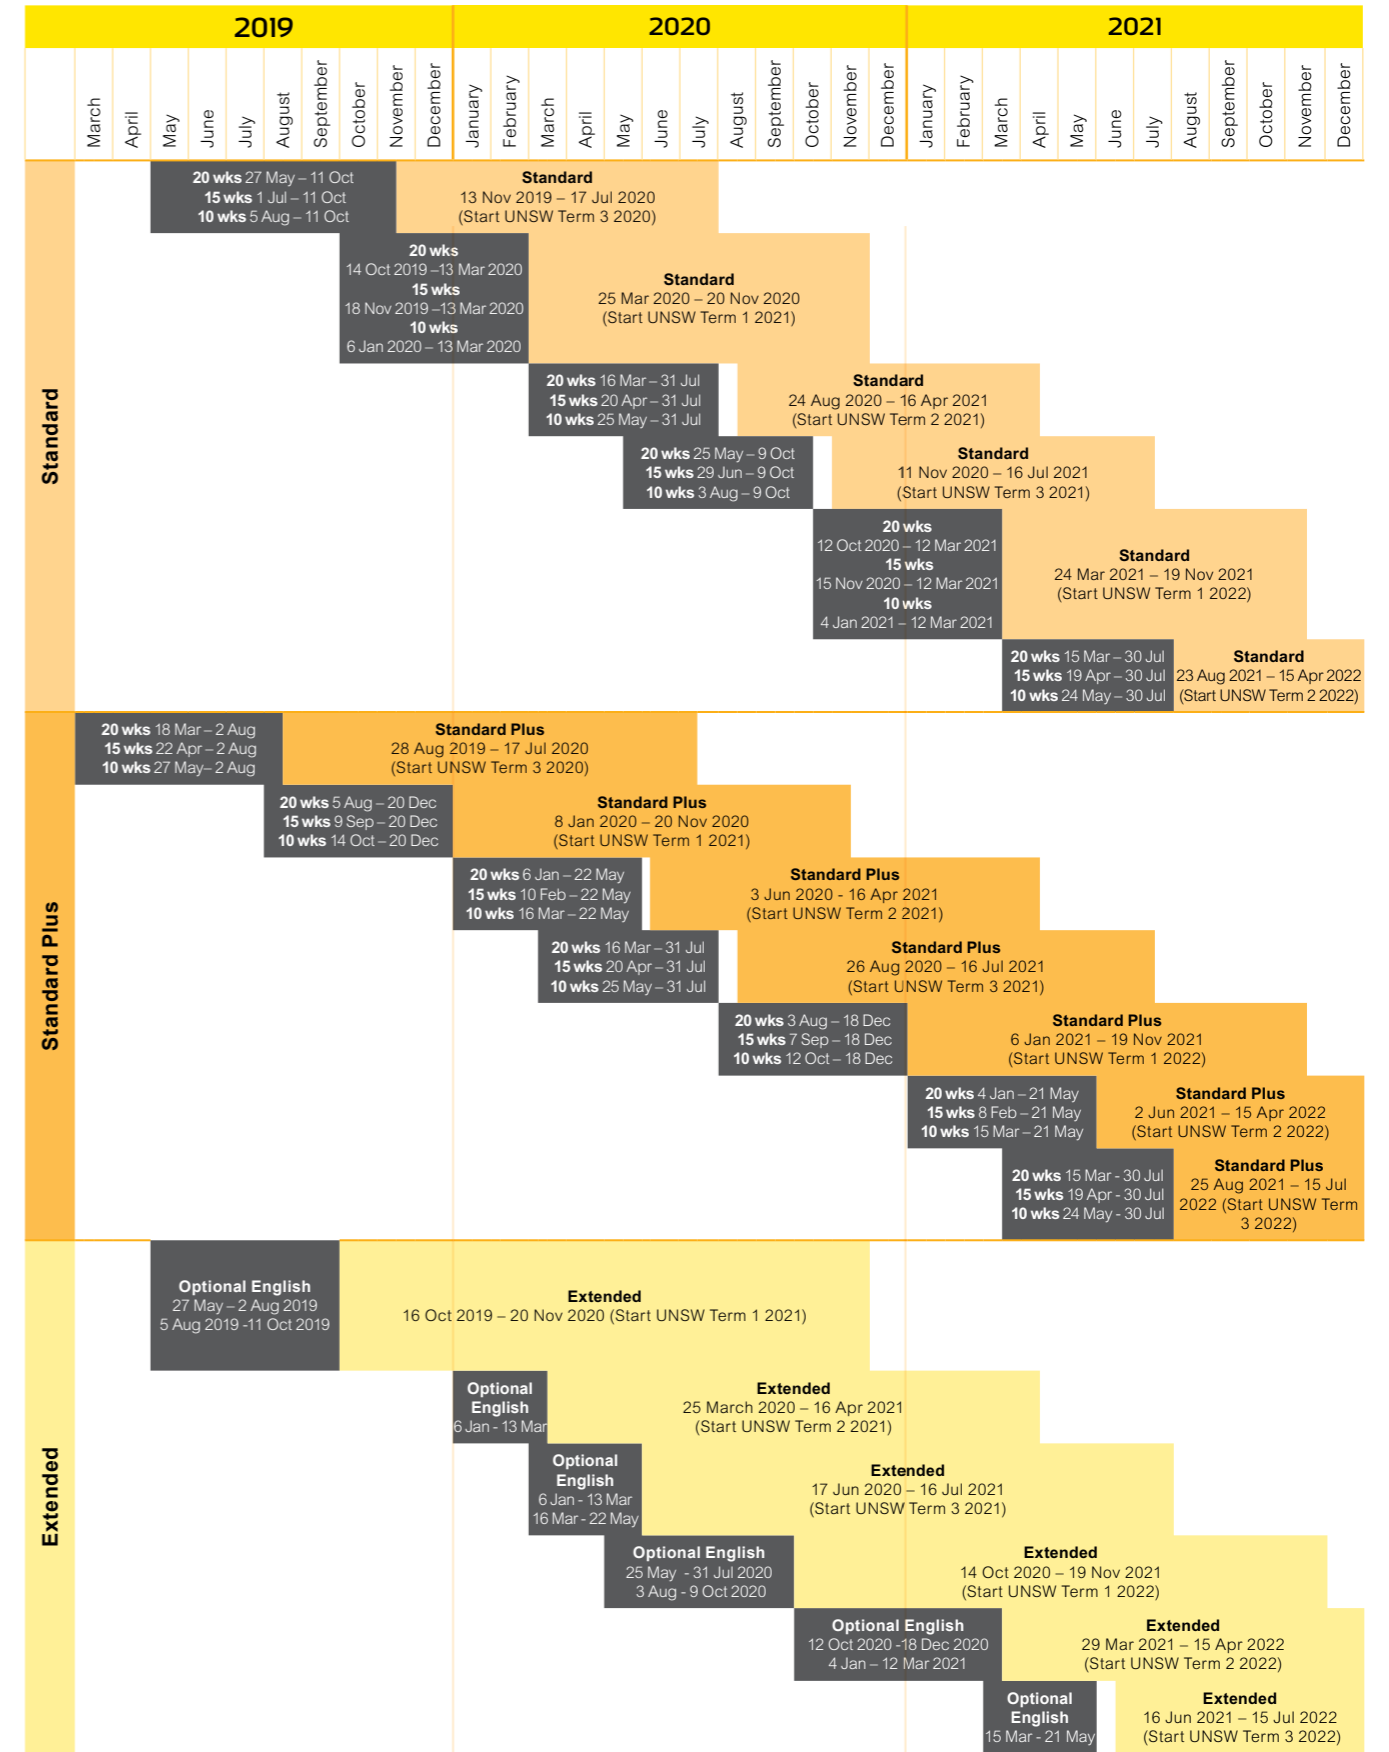 2019
2020
2021
March
April
May
June
July
August
September
October
November
December
January
February
March
April
May
June
July
August
September
October
November
December
January
February
March
April
May
June
July
August
September
October
November
December
Standard
20 wks 27 May – 11 Oct
15 wks 1 Jul – 11 Oct
10 wks 5 Aug – 11 Oct
Standard
13 Nov 2019 – 17 Jul 2020
(Start UNSW Term 3 2020)
20 wks
14 Oct 2019 –13 Mar 2020
15 wks
18 Nov 2019 –13 Mar 2020
10 wks
6 Jan 2020 – 13 Mar 2020
Standard
25 Mar 2020 – 20 Nov 2020
(Start UNSW Term 1 2021)
20 wks 16 Mar – 31 Jul
15 wks 20 Apr – 31 Jul
10 wks 25 May – 31 Jul
Standard
24 Aug 2020 – 16 Apr 2021
(Start UNSW Term 2 2021)
20 wks 25 May – 9 Oct
15 wks 29 Jun – 9 Oct
10 wks 3 Aug – 9 Oct
Standard
11 Nov 2020 – 16 Jul 2021
(Start UNSW Term 3 2021)
20 wks
12 Oct 2020 – 12 Mar 2021
15 wks
15 Nov 2020 – 12 Mar 2021
10 wks
4 Jan 2021 – 12 Mar 2021
Standard
24 Mar 2021 – 19 Nov 2021
(Start UNSW Term 1 2022)
20 wks 15 Mar – 30 Jul
15 wks 19 Apr – 30 Jul
10 wks 24 May – 30 Jul
Standard
23 Aug 2021 – 15 Apr 2022
(Start UNSW Term 2 2022)
Standard Plus
20 wks 18 Mar – 2 Aug
15 wks 22 Apr – 2 Aug
10 wks 27 May– 2 Aug
Standard Plus
28 Aug 2019 – 17 Jul 2020
(Start UNSW Term 3 2020)
20 wks 5 Aug – 20 Dec
15 wks 9 Sep – 20 Dec
10 wks 14 Oct – 20 Dec
Standard Plus
8 Jan 2020 – 20 Nov 2020
(Start UNSW Term 1 2021)
20 wks 6 Jan – 22 May
15 wks 10 Feb – 22 May
10 wks 16 Mar – 22 May
Standard Plus
3 Jun 2020 - 16 Apr 2021
(Start UNSW Term 2 2021)
20 wks 16 Mar – 31 Jul
15 wks 20 Apr – 31 Jul
10 wks 25 May – 31 Jul
Standard Plus
26 Aug 2020 – 16 Jul 2021
(Start UNSW Term 3 2021)
20 wks 3 Aug – 18 Dec
15 wks 7 Sep – 18 Dec
10 wks 12 Oct – 18 Dec
Standard Plus
6 Jan 2021 – 19 Nov 2021
(Start UNSW Term 1 2022)
20 wks 4 Jan – 21 May
15 wks 8 Feb – 21 May
10 wks 15 Mar – 21 May
Standard Plus
2 Jun 2021 – 15 Apr 2022
(Start UNSW Term 2 2022)
20 wks 15 Mar - 30 Jul
15 wks 19 Apr - 30 Jul
10 wks 24 May - 30 Jul
Standard Plus
25 Aug 2021 – 15 Jul
2022 (Start UNSW Term
3 2022)
Extended
Optional English
27 May – 2 Aug 2019
5 Aug 2019 -11 Oct 2019
Extended
16 Oct 2019 – 20 Nov 2020 (Start UNSW Term 1 2021)
Optional
English
6 Jan - 13 Mar
Extended
25 March 2020 – 16 Apr 2021
(Start UNSW Term 2 2021)
Optional
English
6 Jan - 13 Mar
16 Mar - 22 May
Extended
17 Jun 2020 – 16 Jul 2021
(Start UNSW Term 3 2021)
Optional English
25 May - 31 Jul 2020
3 Aug - 9 Oct 2020
Extended
14 Oct 2020 – 19 Nov 2021
(Start UNSW Term 1 2022)
Optional English
12 Oct 2020 -18 Dec 2020
4 Jan – 12 Mar 2021
Extended
29 Mar 2021 – 15 Apr 2022
(Start UNSW Term 2 2022)
Optional
English
15 Mar - 21 May
Extended
16 Jun 2021 – 15 Jul 2022
(Start UNSW Term 3 2022)